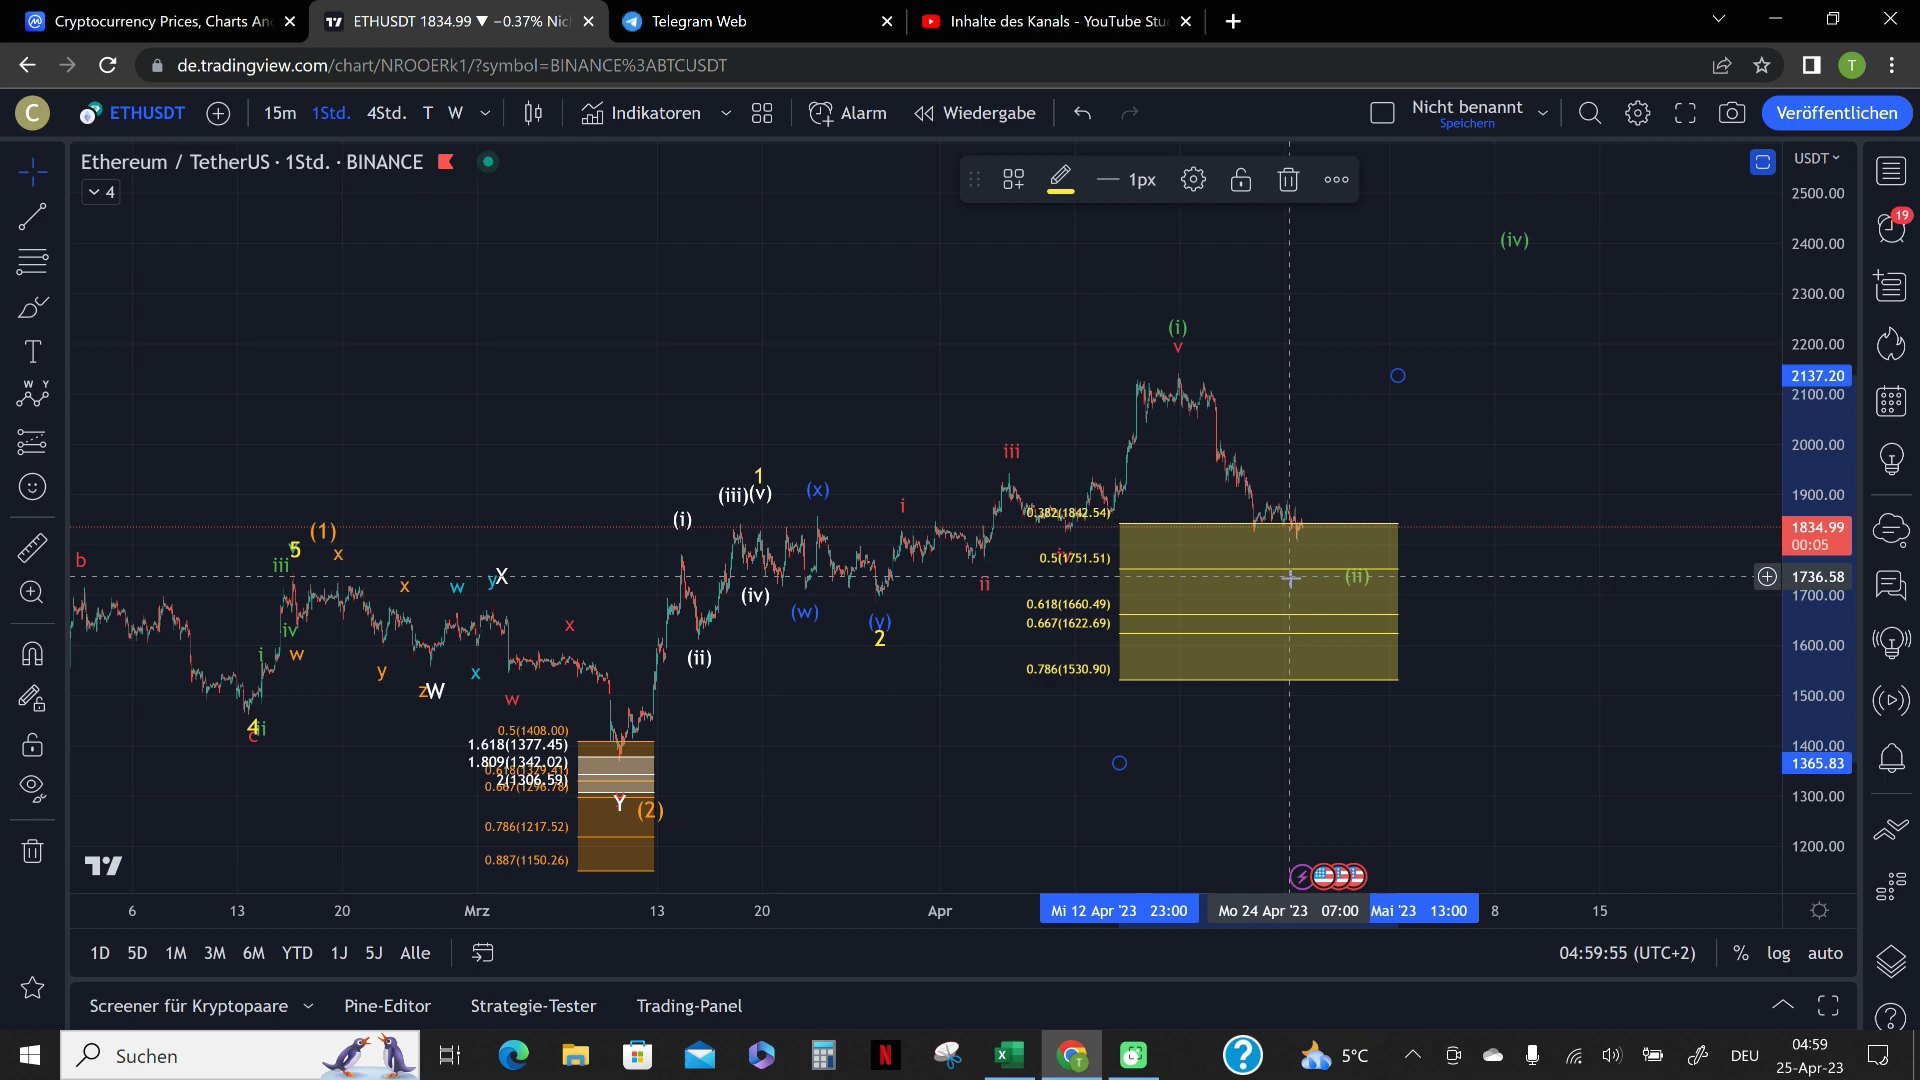 Cryptocurrency Prices, Charts An
ETHUSDT 1834.99 ▼ −0.37% Nic
Telegram Web
Inhalte des Kanals - YouTube Stu
de.tradingview.com/chart/NROOERk1/?symbol=BINANCE%3ABTCUSDT
T
C
ETHUSDT
15m 1Std. 4Std. T W
Indikatoren
Alarm
Wiedergabe
Nicht benannt
Speichern
Veröffentlichen
Ethereum / TetherUS · 1Std. · BINANCE
4
1px
USDT
19
2500.00
2400.00
2300.00
2200.00
2137.20
2100.00
2000.00
1900.00
1834.99
00:05
1736.58
1700.00
1600.00
1500.00
1400.00
1365.83
1300.00
1200.00
(iv)
(i)
v
iii
1
(iii)(v)
(x)
i
(i)
0.382(1842.54)
(1)
5
x
iii
b
0.5(1751.51)
(ii)
X
y
w
x
ii
(iv)
0.618(1660.49)
(w)
0.667(1622.69)
(y)
2
x
iv
i
w
(ii)
0.786(1530.90)
y
x
z
W
w
4
ii
c
0.5(1408.00)
1.618(1377.45)
1.809(1342.02)
0.618(1329.41)
2(1306.59)
0.667(1296.78)
Y
(2)
0.786(1217.52)
0.887(1150.26)
6 13 20 Mrz 13 20 Apr
Mi 12 Apr '23 23:00
Mo 24 Apr '23 07:00
Mai '23 13:00
8 15
1D 5D 1M 3M 6M YTD 1J 5J Alle
04:59:55 (UTC+2)
% log auto
Screener für Kryptopaare
Pine-Editor
Strategie-Tester
Trading-Panel
Suchen
5°C
DEU
04:59
25-Apr-23